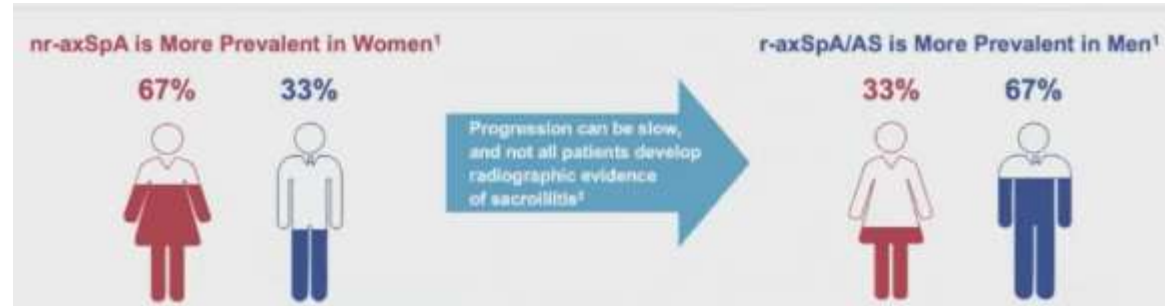 nr-axSpA is More Prevalent in Women¹
67% 33%
Progression can be slow,
and not all patients develop
radiographic evidence
of sacroiliitis²
r-axSpA/AS is More Prevalent in Men¹
33% 67%